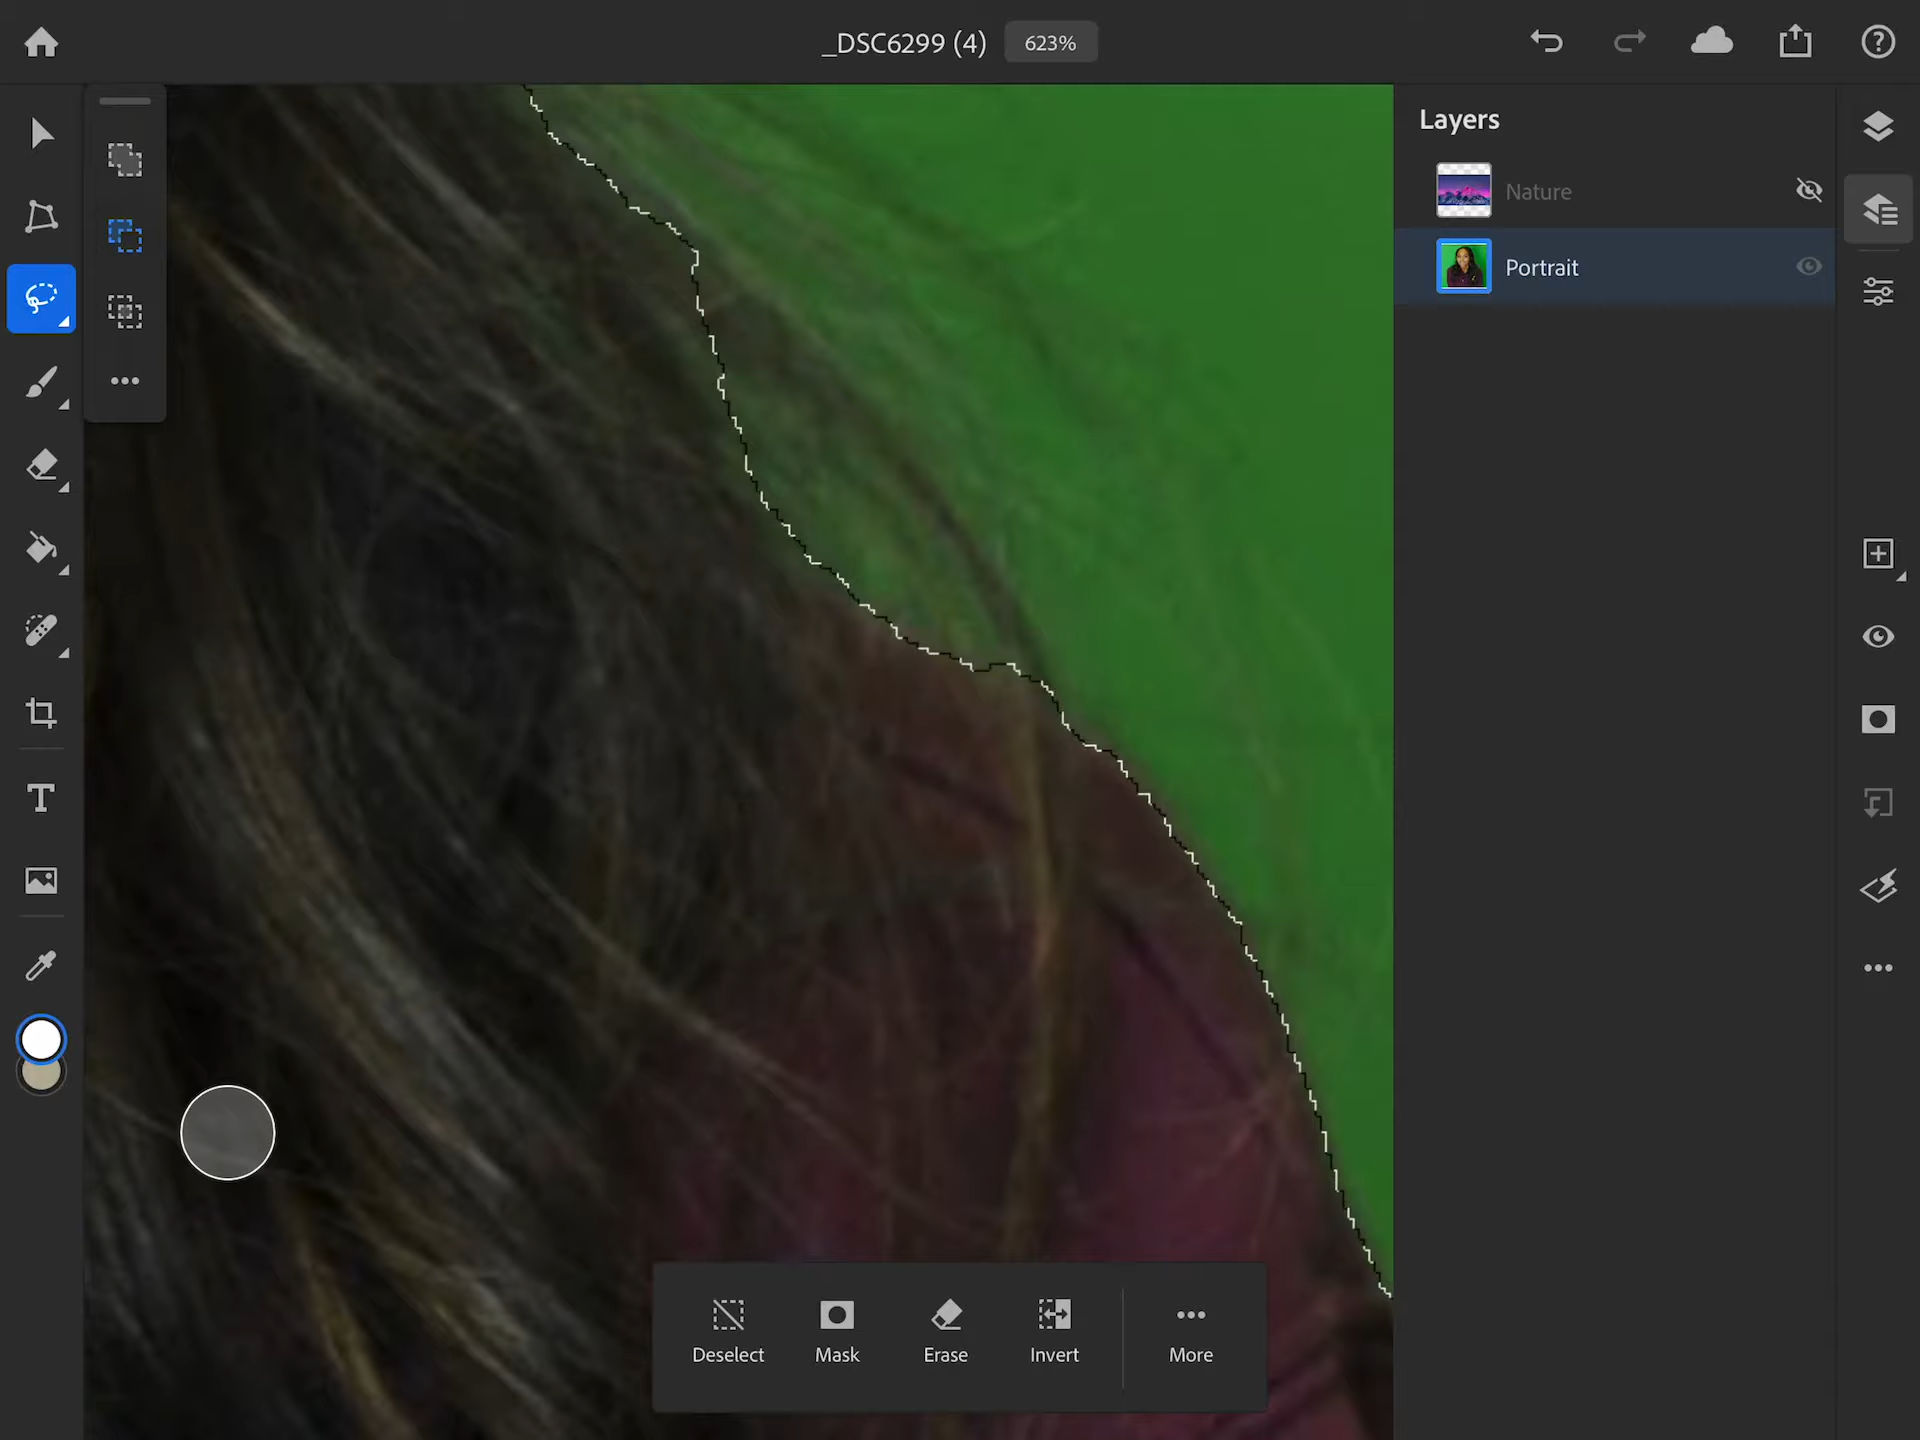 _DSC6299 (4) 623%
Layers
Nature
Portrait
Deselect Mask Erase Invert More